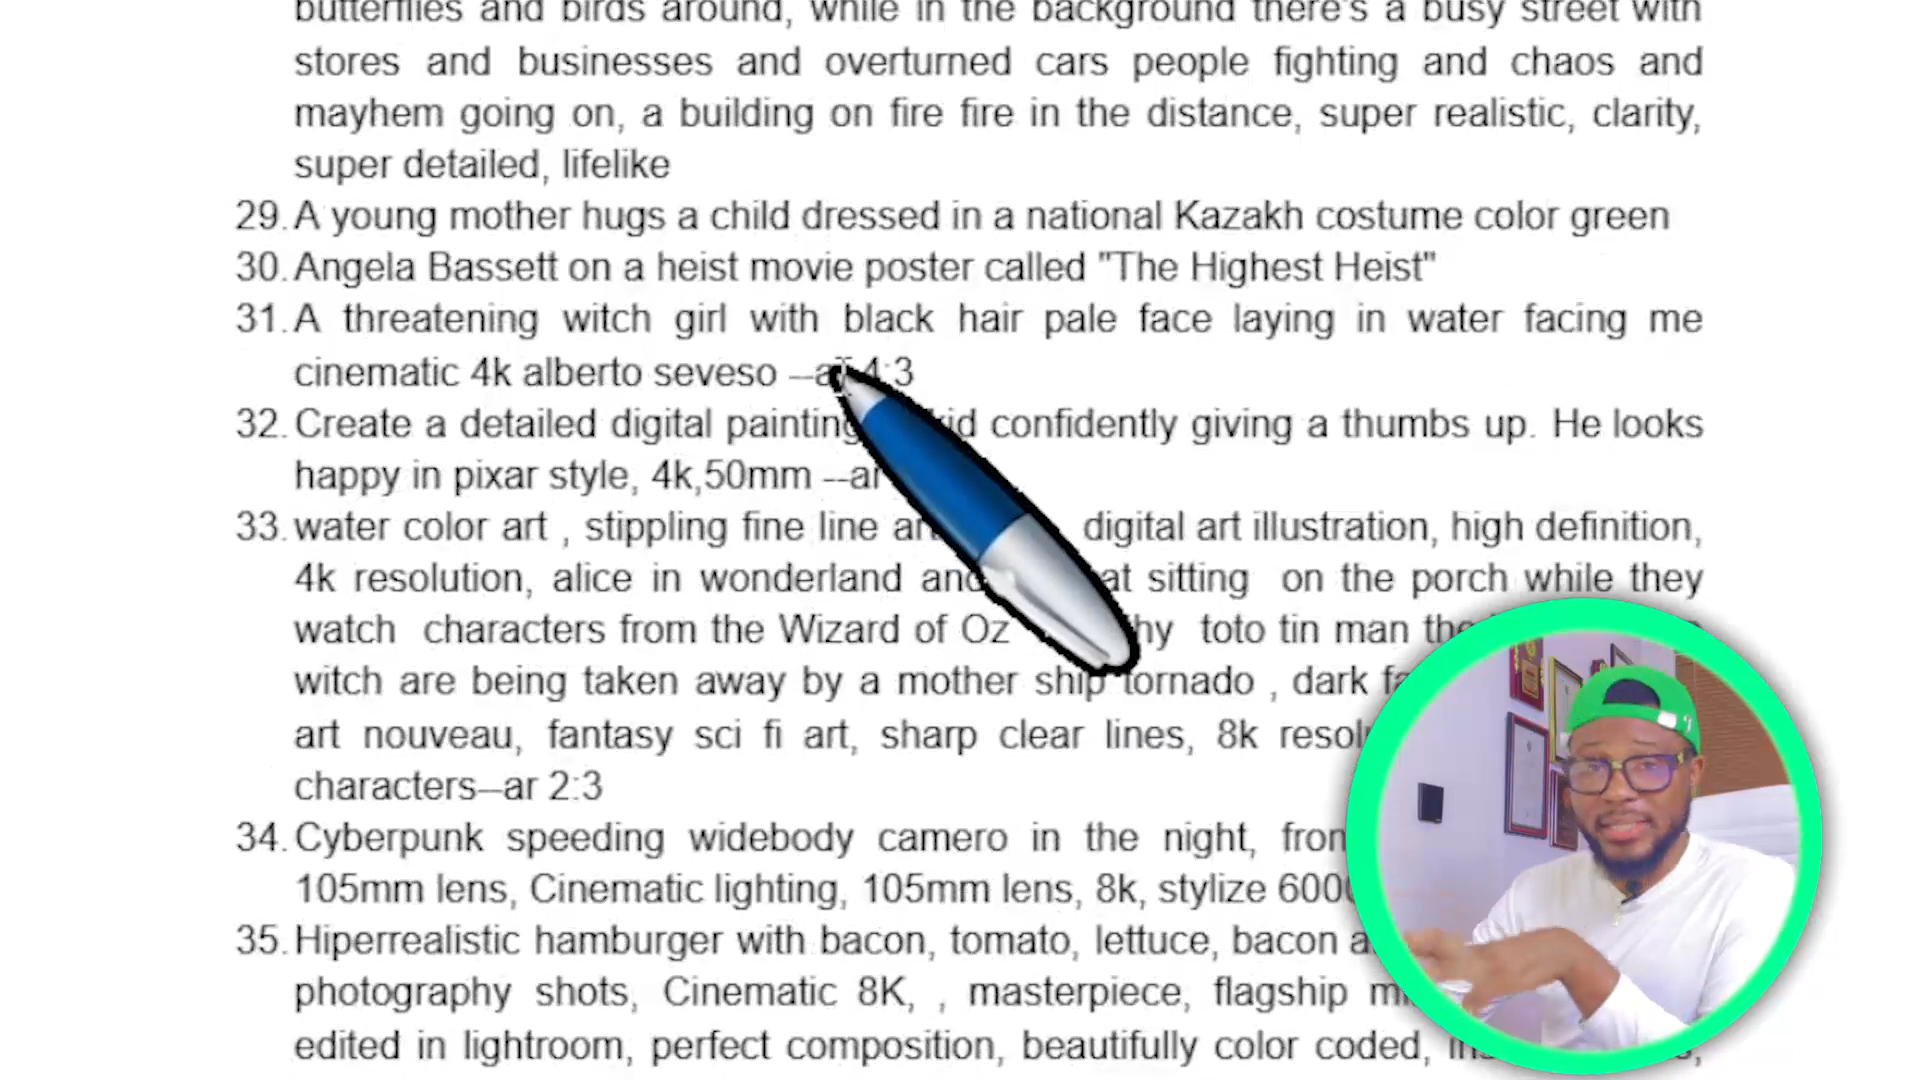 butterflies and birds around, while in the background there's a busy street with
stores and businesses and overturned cars people fighting and chaos and
mayhem going on, a building on fire fire in the distance, super realistic, clarity,
super detailed, lifelike
29. A young mother hugs a child dressed in a national Kazakh costume color green
30. Angela Bassett on a heist movie poster called "The Highest Heist"
31. A threatening witch girl with black hair pale face laying in water facing me
cinematic 4k alberto seveso --ar 4:3
32. Create a detailed digital painting kid confidently giving a thumbs up. He looks
happy in pixar style, 4k,50mm --ar
33. water color art , stippling fine line digital art illustration, high definition,
4k resolution, alice in wonderland and sitting on the porch while they
watch characters from the Wizard of Oz toto tin man
witch are being taken away by a mother ship tornado , dark
art nouveau, fantasy sci fi art, sharp clear lines, 8k
characters--ar 2:3
34. Cyberpunk speeding widebody camero in the night,
105mm lens, Cinematic lighting, 105mm lens, 8k, stylize
35. Hiperrealistic hamburger with bacon, tomato, lettuce, bacon
photography shots, Cinematic 8K, , masterpiece, flagship
edited in lightroom, perfect composition, beautifully color coded,